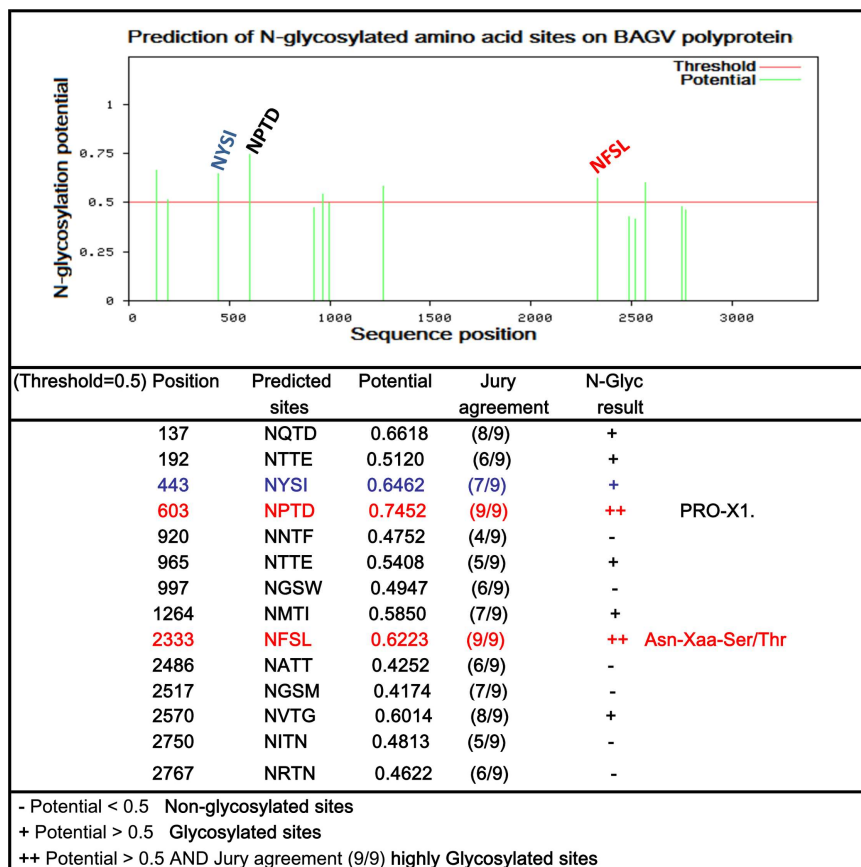 Prediction of N-glycosylated amino acid sites on BAGV polyprotein
Threshold
Potential
N-glycosylation potential
1
0.75
0.5
0.25
0
NYSI
NPTD
NFSL
0 500 1000 1500 2000 2500 3000
Sequence position
(Threshold=0.5) Position Predicted sites Potential Jury agreement N-Glyc result
137 NQTD 0.6618 (8/9) +
192 NTTE 0.5120 (6/9) +
443 NYSI 0.6462 (7/9) +
603 NPTD 0.7452 (9/9) ++ PRO-X1.
920 NNTF 0.4752 (4/9) -
965 NTTE 0.5408 (5/9) +
997 NGSW 0.4947 (6/9) -
1264 NMTI 0.5850 (7/9) +
2333 NFSL 0.6223 (9/9) ++ Asn-Xaa-Ser/Thr
2486 NATT 0.4252 (6/9) -
2517 NGSM 0.4174 (7/9) -
2570 NVTG 0.6014 (8/9) +
2750 NITN 0.4813 (5/9) -
2767 NRTN 0.4622 (6/9) -
- Potential < 0.5 Non-glycosylated sites
+ Potential > 0.5 Glycosylated sites
++ Potential > 0.5 AND Jury agreement (9/9) highly Glycosylated sites